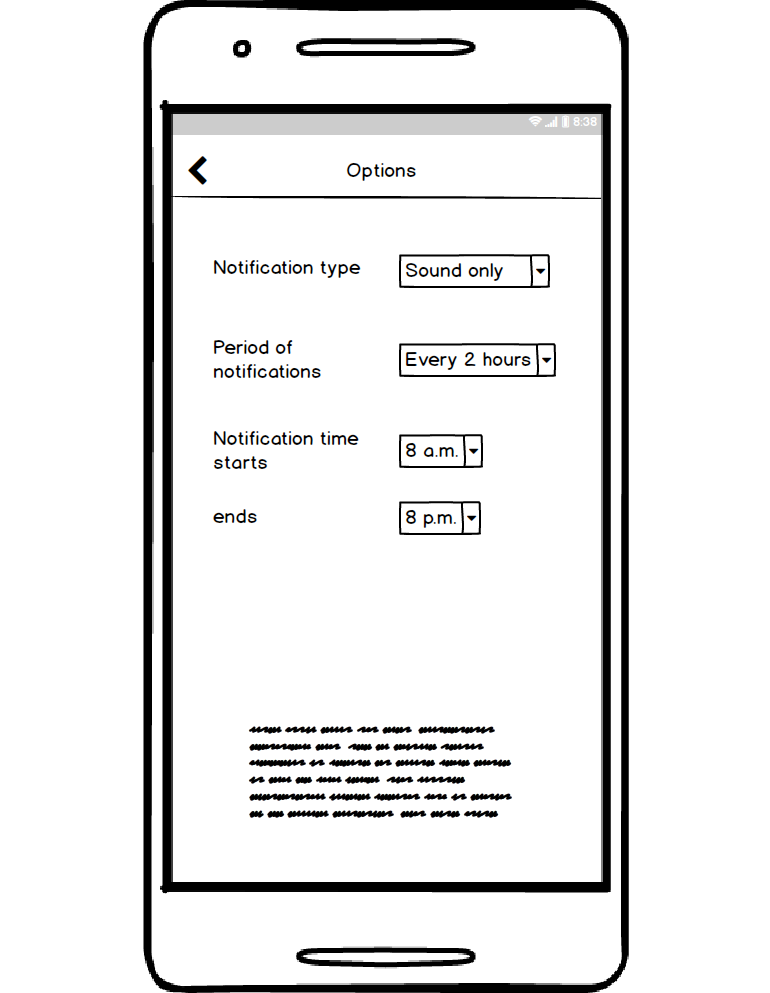 8:38
Options
Notification type
Sound only
Period of
notifications
Every 2 hours
Notification time
starts
8 a.m.
ends
8 p.m.